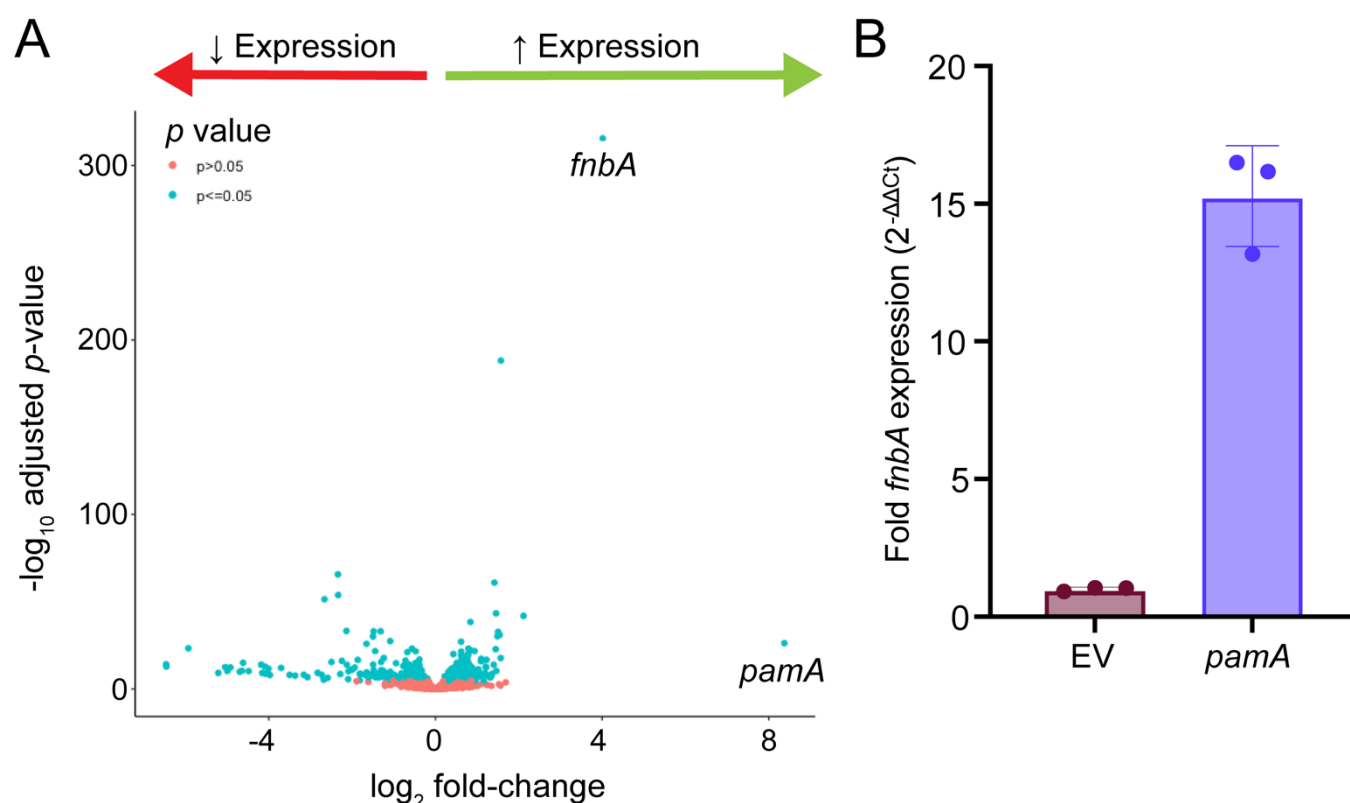 A
↓ Expression
↑ Expression
p value
p>0.05
p<=0.05
fnbA
pamA
-log10 adjusted p-value
300
200
100
0
-4
0
4
8
log2 fold-change
B
Fold fnbA expression (2-ΔΔCt)
20
15
10
5
0
EV
pamA